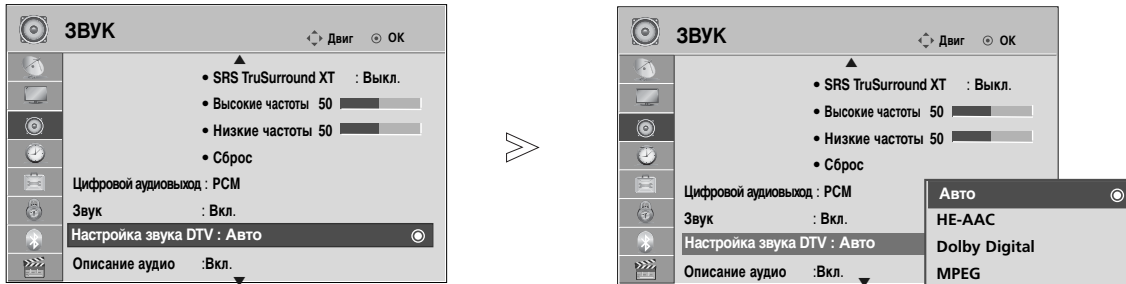 ЗВУК
Двиг ОК
• SRS TruSurround XT : Выкл.
• Высокие частоты 50
• Низкие частоты 50
• Сброс
Цифровой аудиовыход : PCM
Звук : Вкл.
Настройка звука DTV : Авто
Описание аудио :Вкл.
ЗВУК
Двиг ОК
• SRS TruSurround XT : Выкл.
• Высокие частоты 50
• Низкие частоты 50
• Сброс
Цифровой аудиовыход : PCM
Звук : Вкл.
Настройка звука DTV : Авто
Описание аудио :Вкл.
Авто
HE-AAC
Dolby Digital
MPEG